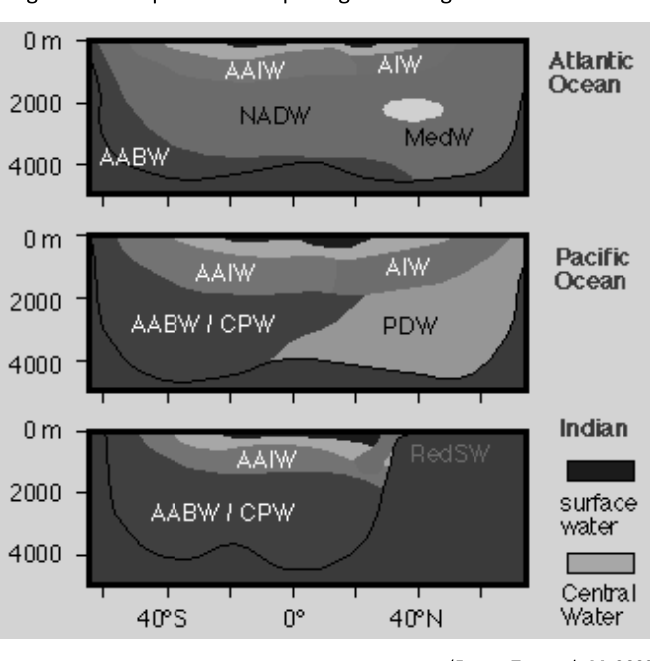 0 m
AAIW
AIW
Atlantic
Ocean
2000
NADW
MedW
4000
AABW
0 m
AAIW
AIW
Pacific
Ocean
2000
AABW / CPW
PDW
4000
0 m
AAIW
RedSW
Indian
2000
AABW / CPW
surface
water
4000
Central
Water
40°S
0°
40°N